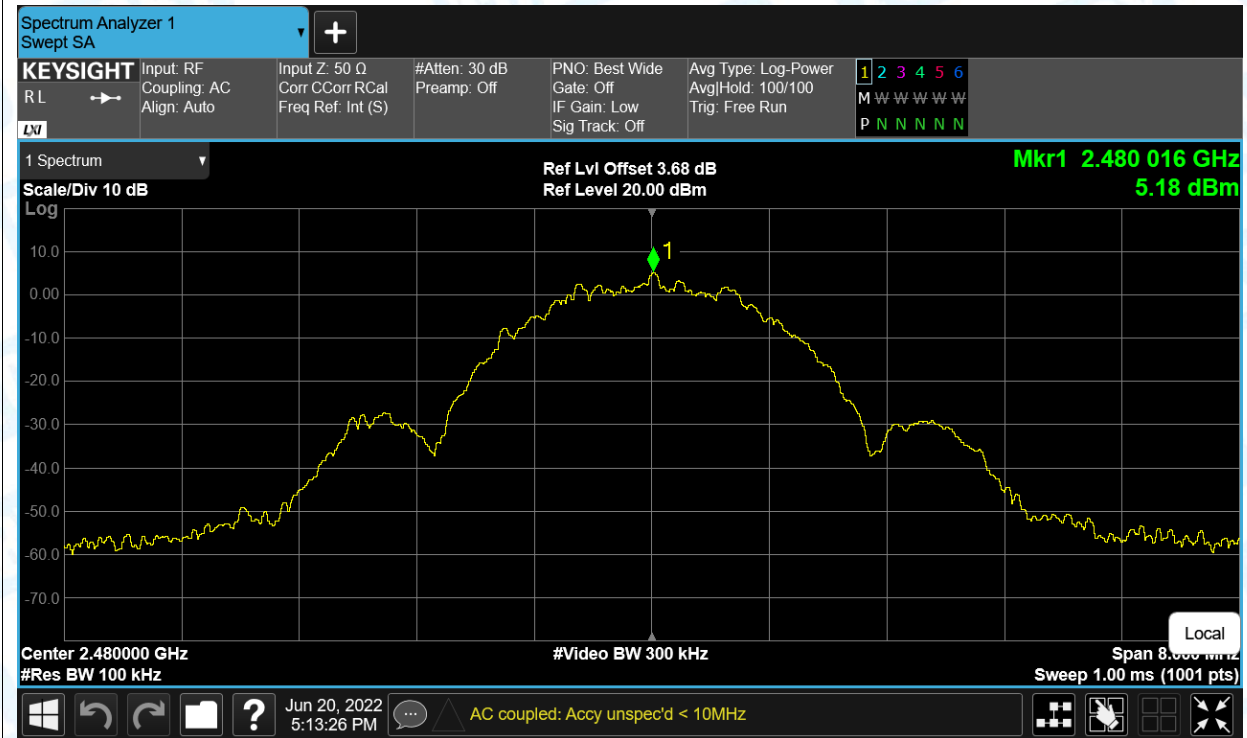 Spectrum Analyzer 1
Swept SA
KEYSIGHT
R L
LXI
Input: RF
Coupling: AC
Align: Auto
Input Z: 50 Ω
Corr CCorr RCal
Freq Ref: Int (S)
#Atten: 30 dB
Preamp: Off
PNO: Best Wide
Gate: Off
IF Gain: Low
Sig Track: Off
Avg Type: Log-Power
Avg|Hold: 100/100
Trig: Free Run
1 2 3 4 5 6
M W W W W W W
P N N N N N N
1 Spectrum
Scale/Div 10 dB
Log
Ref Lvl Offset 3.68 dB
Ref Level 20.00 dBm
Mkr1 2.480 016 GHz
5.18 dBm
1
10.0
0.00
-10.0
-20.0
-30.0
-40.0
-50.0
-60.0
-70.0
Local
Center 2.480000 GHz
#Video BW 300 kHz
Span 8.000 MHz
#Res BW 100 kHz
Sweep 1.00 ms (1001 pts)
?
Jun 20, 2022
5:13:26 PM
AC coupled: Accy unspec'd < 10MHz